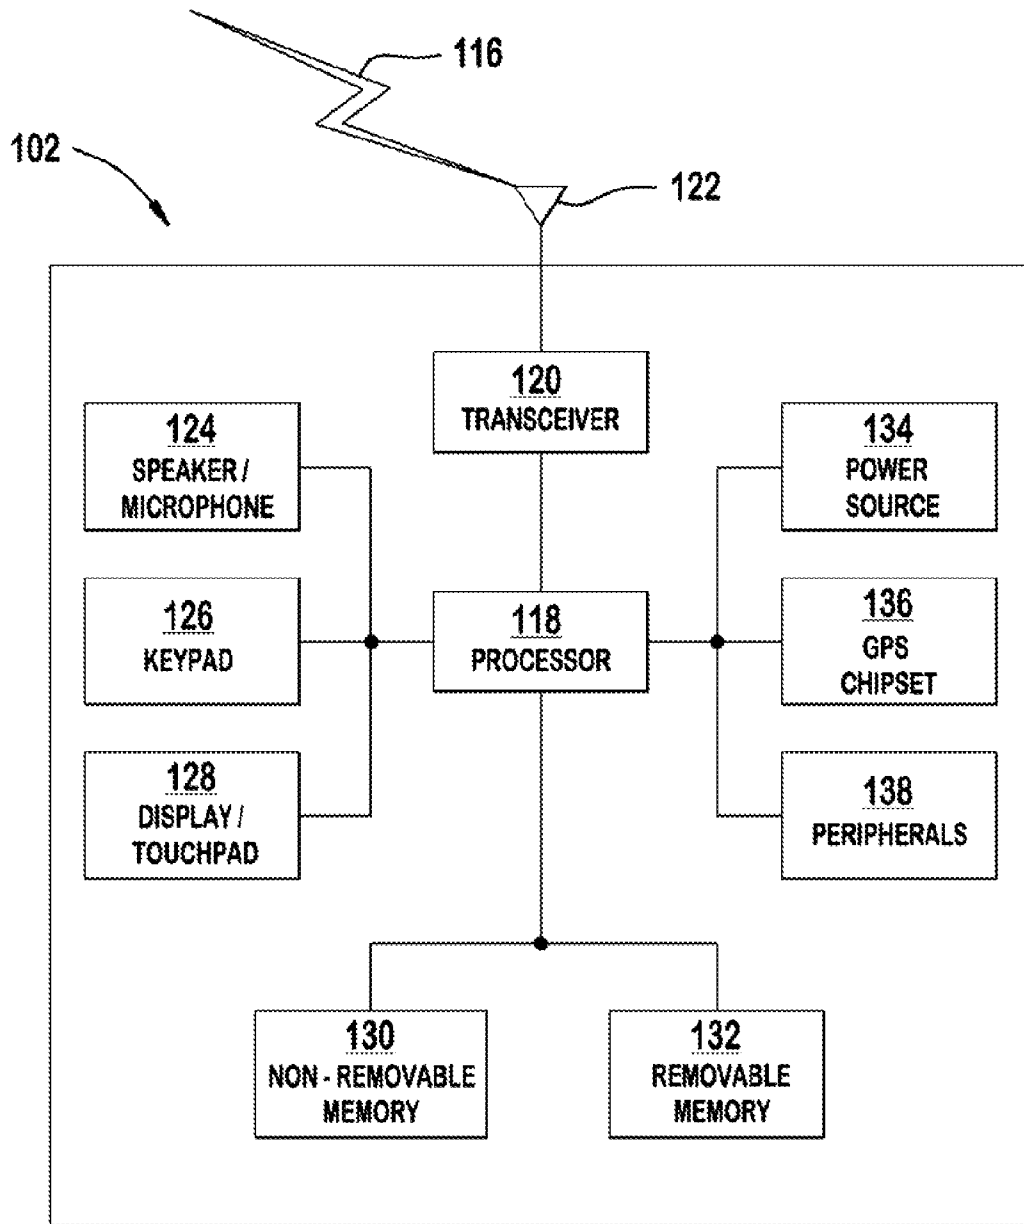 116
102
122
120
TRANSCEIVER
124
SPEAKER /
MICROPHONE
134
POWER
SOURCE
126
KEYPAD
118
PROCESSOR
136
GPS
CHIPSET
128
DISPLAY /
TOUCHPAD
138
PERIPHERALS
130
NON - REMOVABLE
MEMORY
132
REMOVABLE
MEMORY